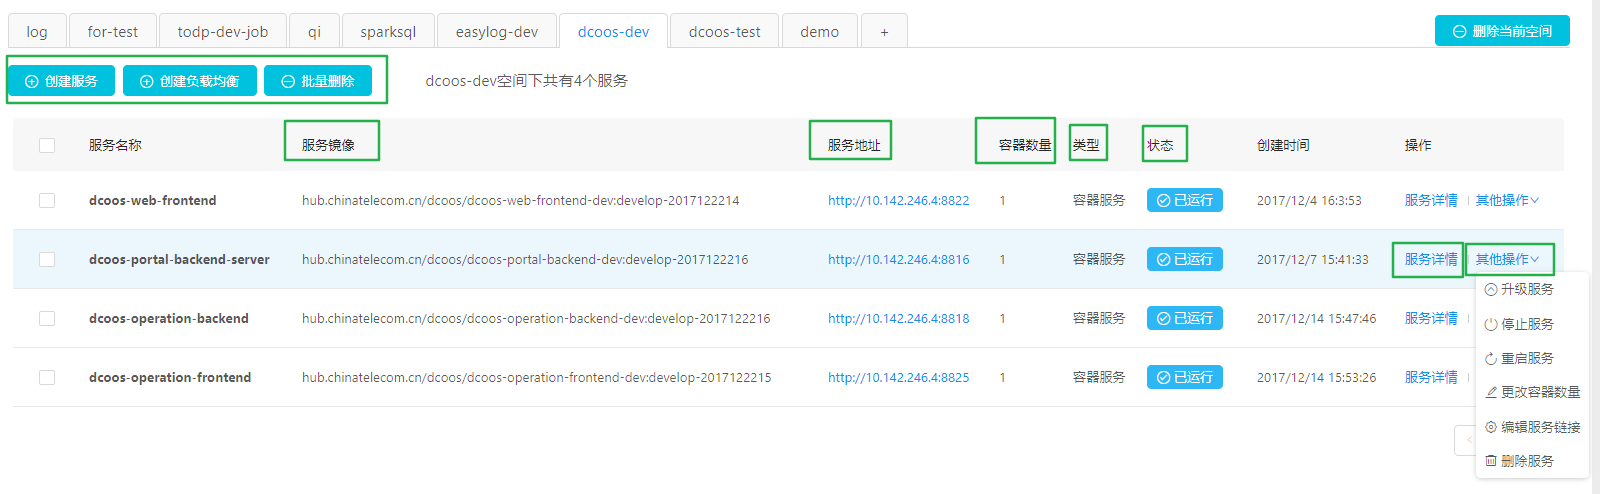 log for-test todp-dev-job qi sparksql easylog-dev dcoos-dev dcoos-test demo + 删除当前空间
创建服务 创建负载均衡 批量删除 dcoos-dev空间下共有4个服务
服务名称 服务镜像 服务地址 容器数量 类型 状态 创建时间 操作
dcoos-web-frontend hub.chinatelecom.cn/dcoos/dcoos-web-frontend-dev:develop-2017122214 http://10.142.246.4:8822 1 容器服务 已运行 2017/12/4 16:3:53 服务详情 其他操作
dcoos-portal-backend-server hub.chinatelecom.cn/dcoos/dcoos-portal-backend-dev:develop-2017122216 http://10.142.246.4:8816 1 容器服务 已运行 2017/12/7 15:41:33 服务详情 其他操作
升级服务
dcoos-operation-backend hub.chinatelecom.cn/dcoos/dcoos-operation-backend-dev:develop-2017122216 http://10.142.246.4:8818 1 容器服务 已运行 2017/12/14 15:47:46 服务详情
停止服务
重启服务
dcoos-operation-frontend hub.chinatelecom.cn/dcoos/dcoos-operation-frontend-dev:develop-2017122215 http://10.142.246.4:8825 1 容器服务 已运行 2017/12/14 15:53:26 服务详情
更改容器数量
编辑服务链接
删除服务